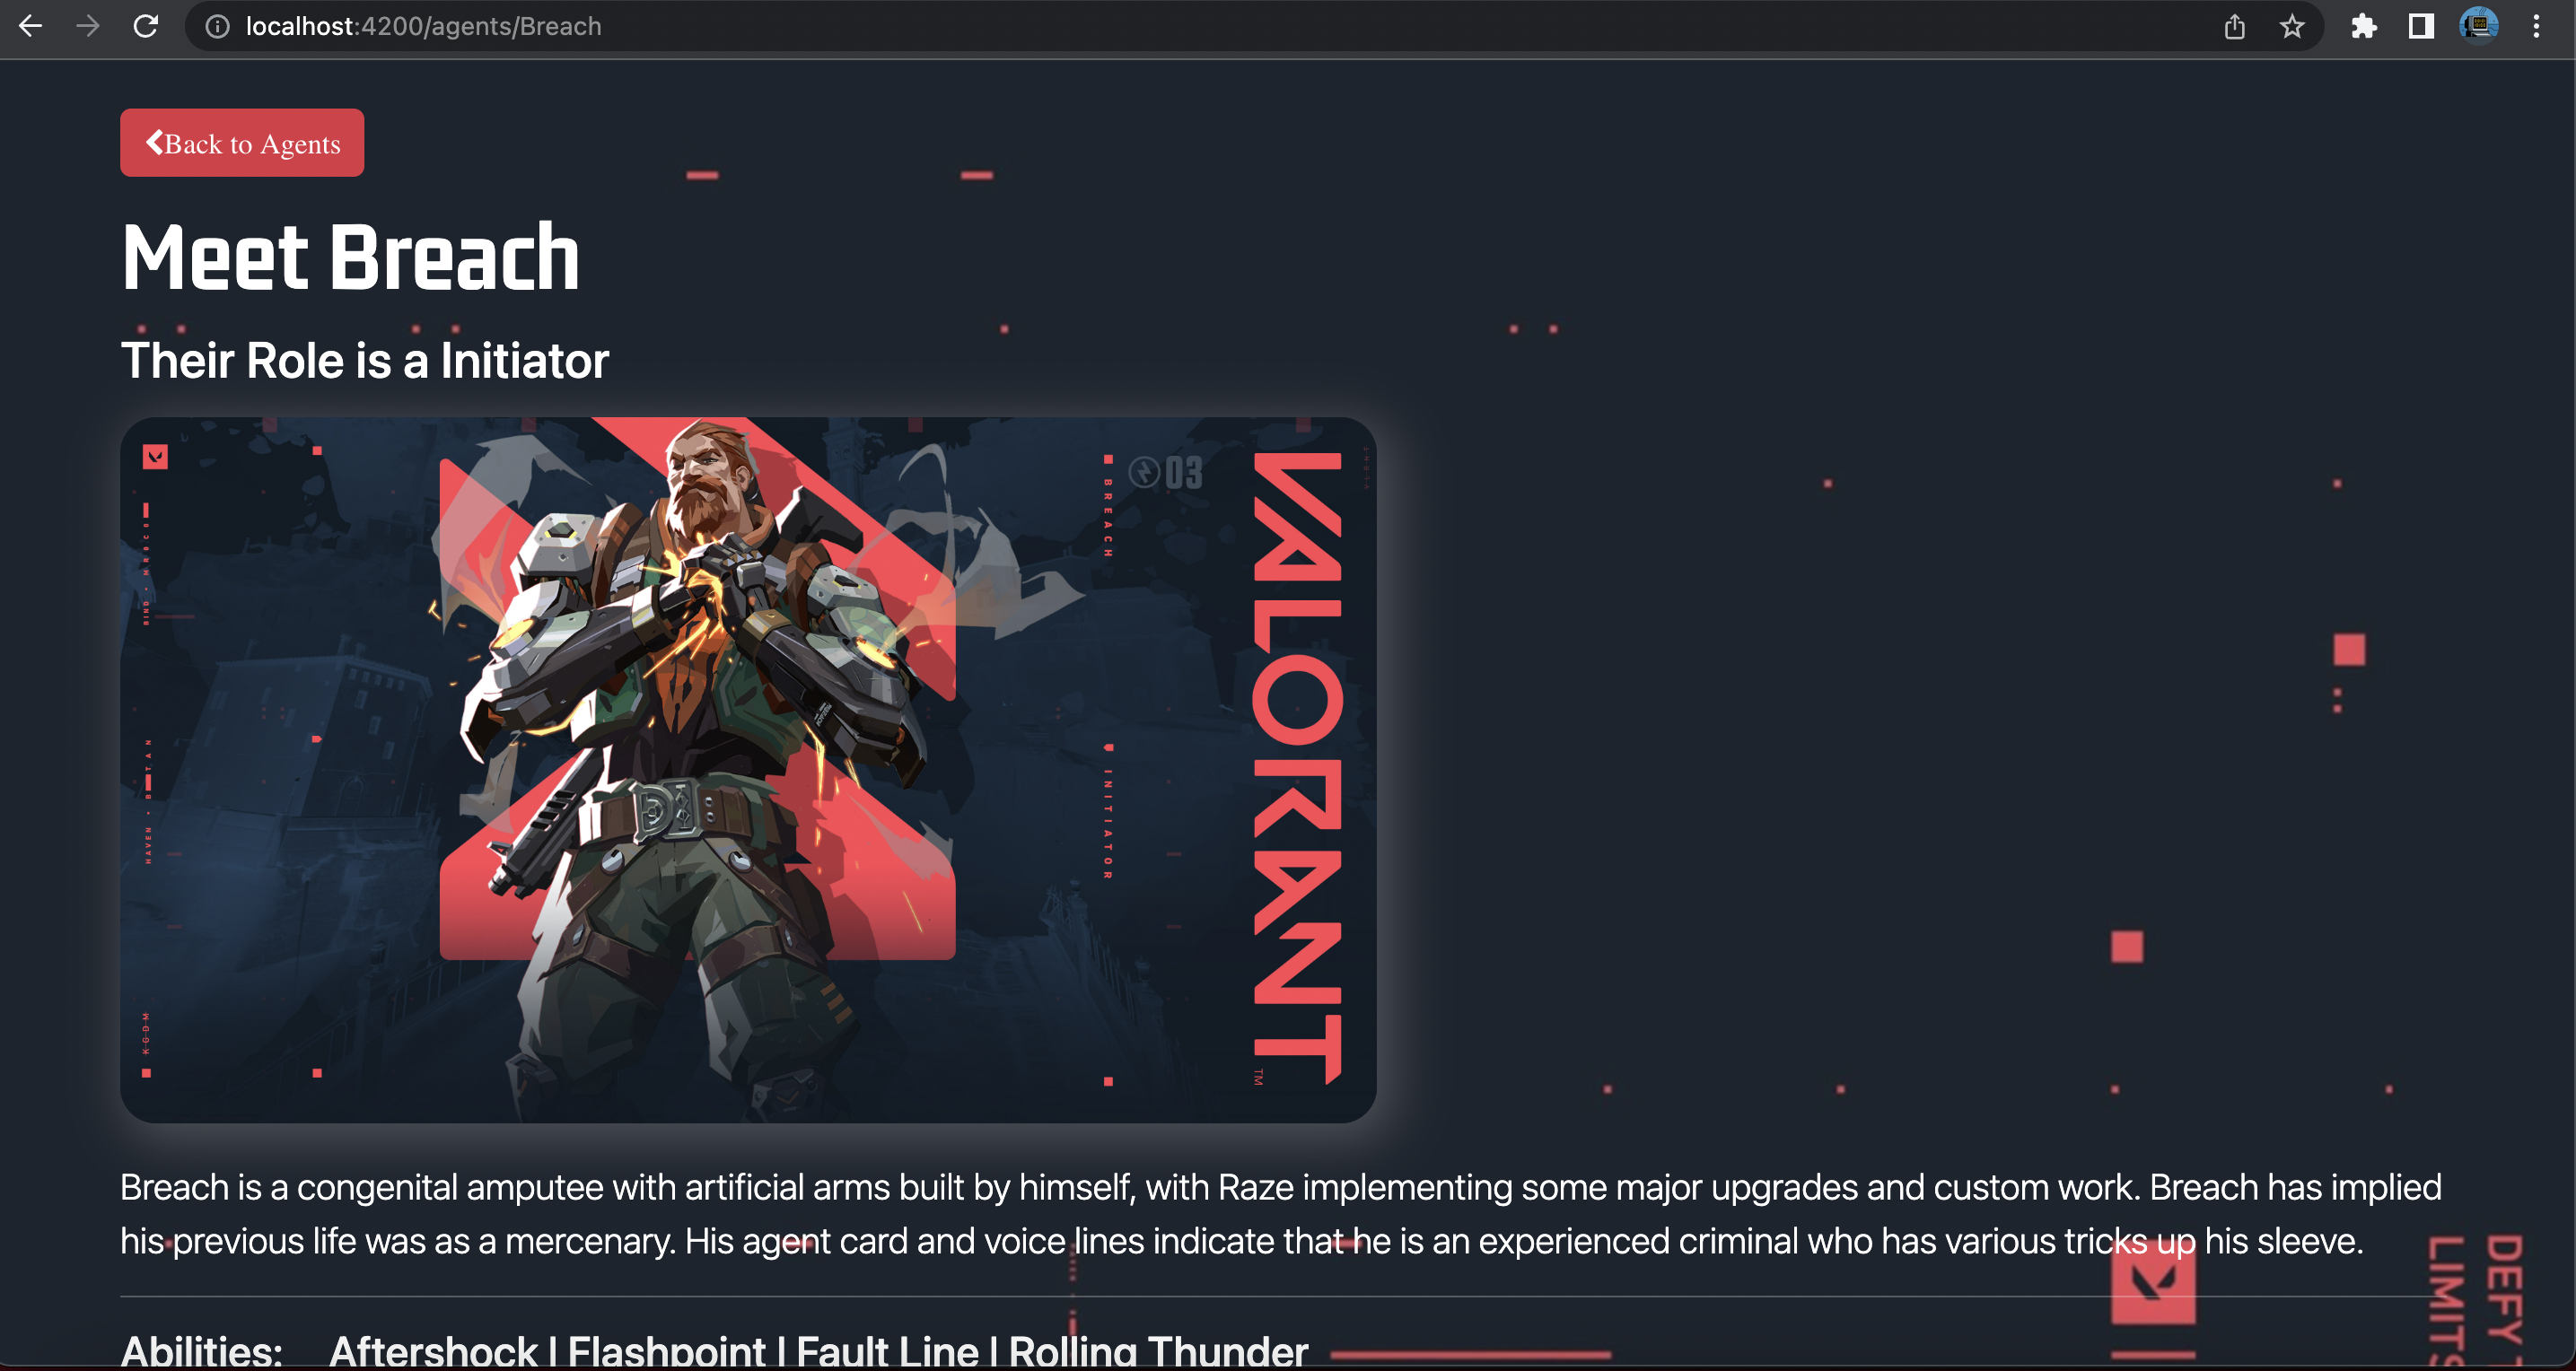 localhost:4200/agents/Breach
Back to Agents
Meet Breach
Their Role is a Initiator
BREACH
03
INITIATOR
VALORANT
TM
Breach is a congenital amputee with artificial arms built by himself, with Raze implementing some major upgrades and custom work. Breach has implied
his previous life was as a mercenary. His agent card and voice lines indicate that he is an experienced criminal who has various tricks up his sleeve.
DEFY
LIMITS
Abilities: Aftershock | Flashpoint | Fault Line | Rolling Thunder